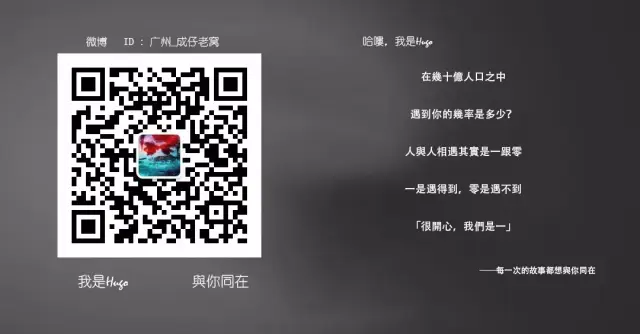 微博 ID：广州_成仔老窝
我是Hugo 與你同在
哈嘍，我是Hugo
在幾十億人口之中
遇到你的幾率是多少？
人與人相遇其實是一跟零
一是遇得到，零是遇不到
「很開心，我們是一」
——每一次的故事都想與你同在